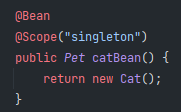 @Bean
@Scope("singleton")
public Pet catBean() {
    return new Cat();
}